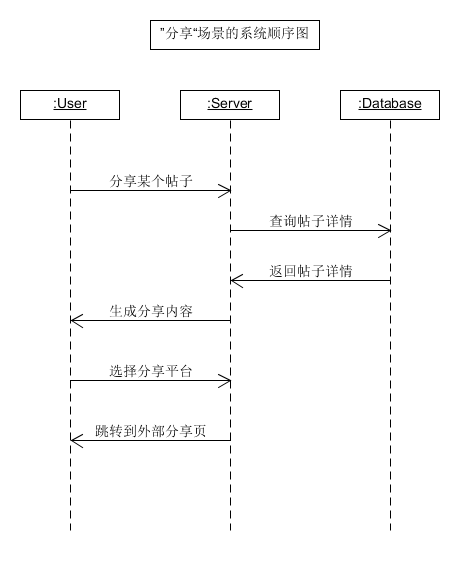 ”分享“场景的系统顺序图
:User
:Server
:Database
分享某个帖子
查询帖子详情
返回帖子详情
生成分享内容
选择分享平台
跳转到外部分享页